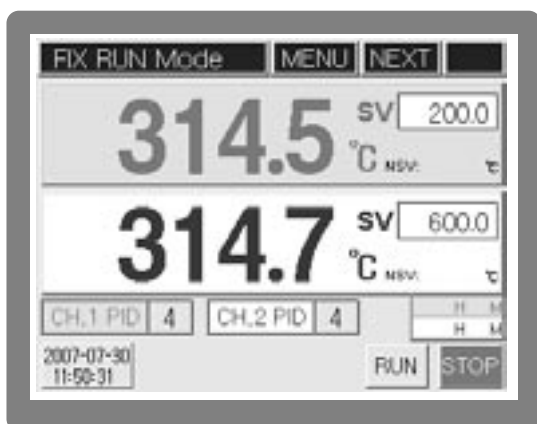 FIX RUN Mode MENU NEXT
314.5 SV 200.0
°C NSV: ℃
314.7 SV 600.0
°C NSV: ℃
CH.1 PID 4 CH.2 PID 4 H M
H M
2007-07-30
11:50:31 RUN STOP